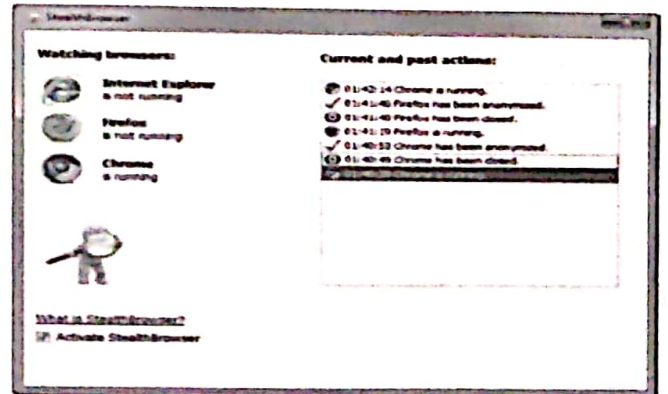 StealthBrowser
Watching browsers:
Internet Explorer
is not running
Firefox
is not running
Chrome
is running
What is StealthBrowser?
Activate StealthBrowser
Current and past actions:
01:42:14 Chrome is running.
01:41:40 Firefox has been anonymized.
01:41:40 Firefox has been closed.
01:41:29 Firefox is running.
01:40:53 Chrome has been anonymized.
01:40:49 Chrome has been closed.